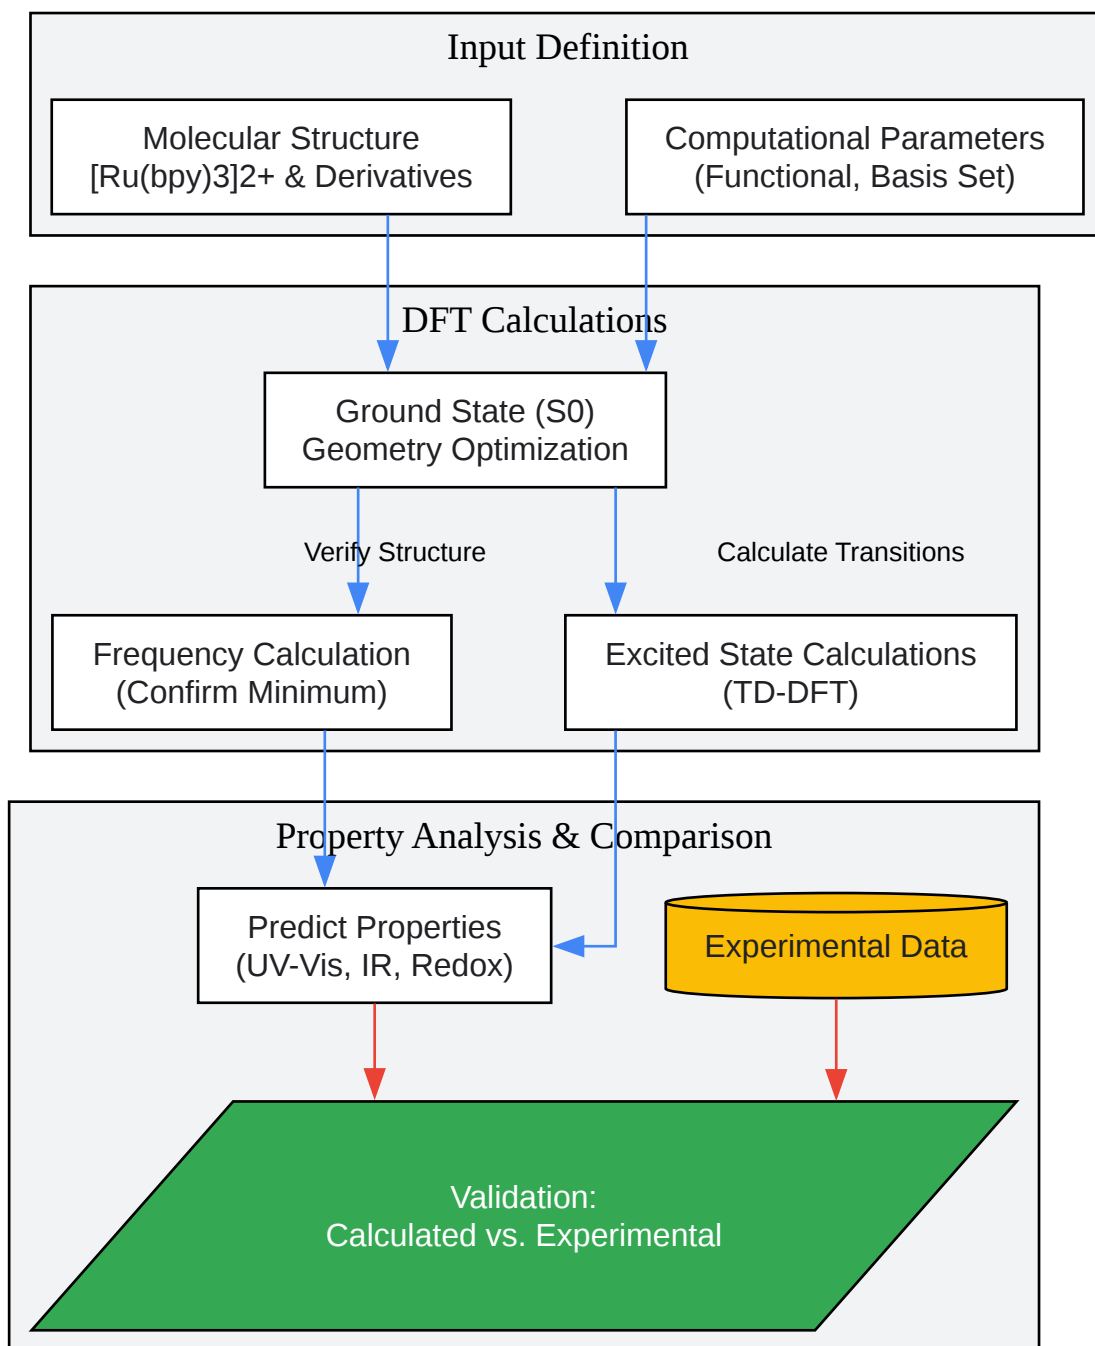 Input Definition
Molecular Structure
[Ru(bpy)3]2+ & Derivatives
Computational Parameters
(Functional, Basis Set)
DFT Calculations
Ground State (S0)
Geometry Optimization
Verify Structure
Calculate Transitions
Frequency Calculation
(Confirm Minimum)
Excited State Calculations
(TD-DFT)
Property Analysis & Comparison
Predict Properties
(UV-Vis, IR, Redox)
Experimental Data
Validation:
Calculated vs. Experimental